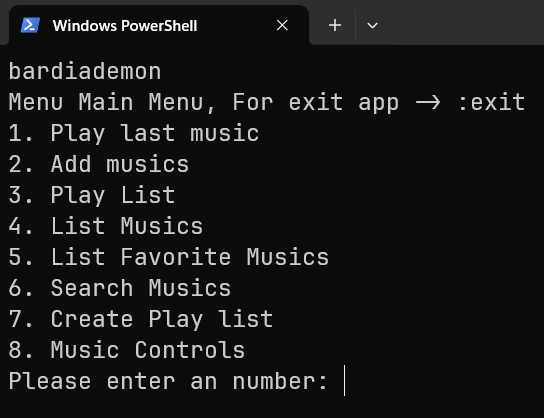 Windows PowerShell
bardiademon
Menu Main Menu, For exit app -> :exit
1. Play last music
2. Add musics
3. Play List
4. List Musics
5. List Favorite Musics
6. Search Musics
7. Create Play list
8. Music Controls
Please enter an number: